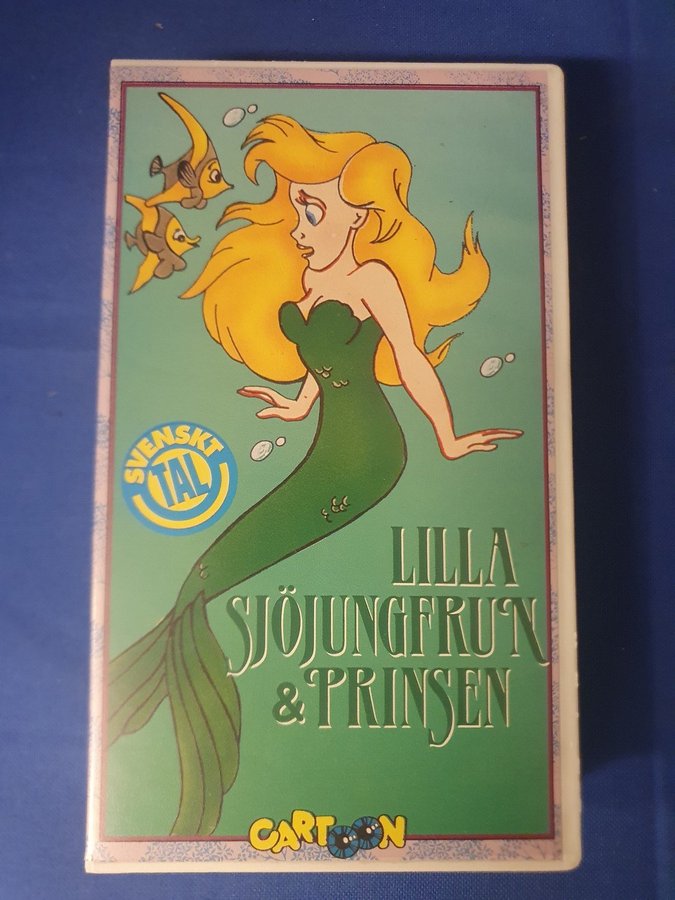 SVENSKT
TAL
LILLA
SJÖJUNGFRUN
& PRINSEN
CARTOON